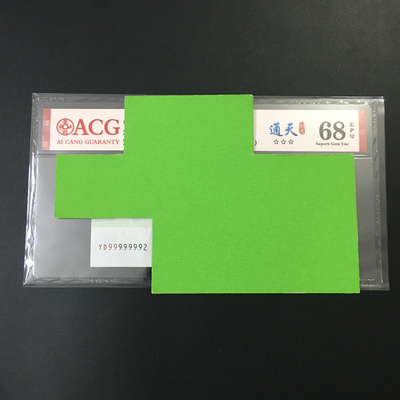 ACG
AI CANG GUARANTY
通天
☆☆☆
68 EPQ
Superb Gem Unc
YD99999992